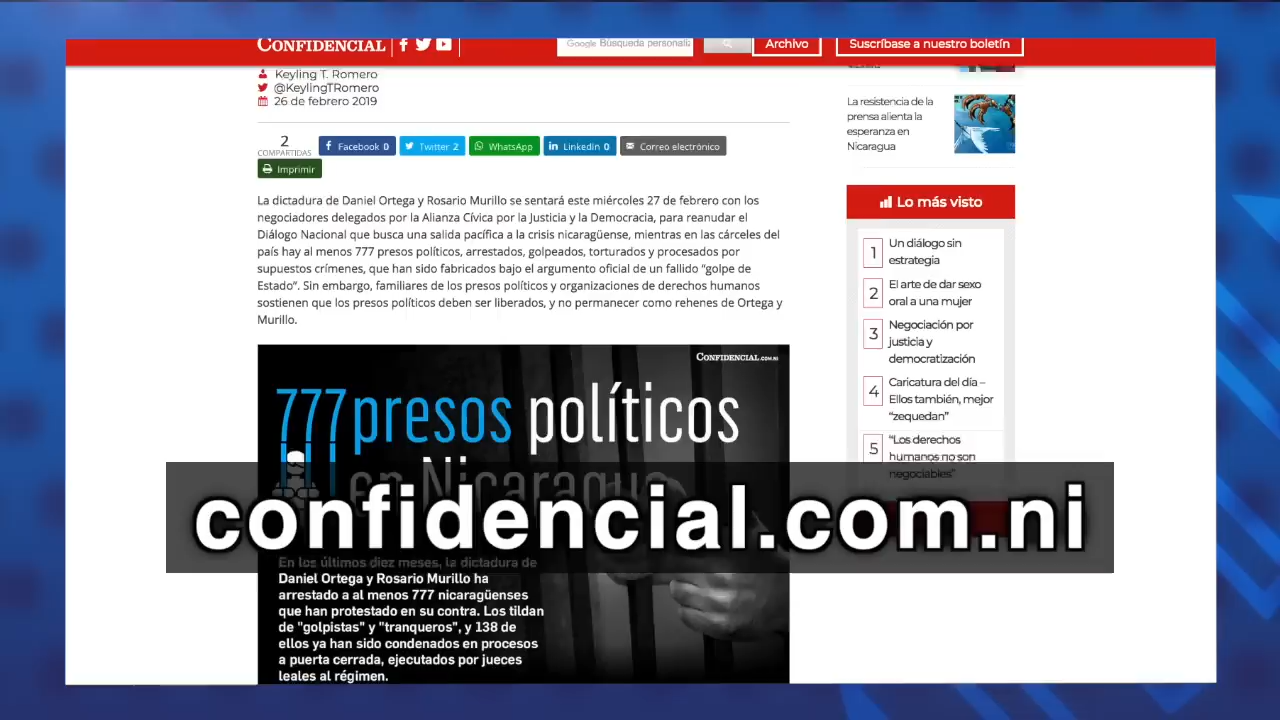 CONFIDENCIAL
Google Búsqueda personaliz
Archivo
Suscríbase a nuestro boletín
Keyling T. Romero
@KeylingTRomero
26 de febrero 2019
2
COMPARTIDAS
Facebook 0
Twitter 2
WhatsApp
Linkedin 0
Correo electrónico
Imprimir
La dictadura de Daniel Ortega y Rosario Murillo se sentará este miércoles 27 de febrero con los
negociadores delegados por la Alianza Cívica por la Justicia y la Democracia, para reanudar el
Diálogo Nacional que busca una salida pacífica a la crisis nicaragüense, mientras en las cárceles del
país hay al menos 777 presos políticos, arrestados, golpeados, torturados y procesados por
supuestos crímenes, que han sido fabricados bajo el argumento oficial de un fallido “golpe de
Estado”. Sin embargo, familiares de los presos políticos y organizaciones de derechos humanos
sostienen que los presos políticos deben ser liberados, y no permanecer como rehenes de Ortega y
Murillo.
CONFIDENCIAL.COM.NI
777 presos políticos
en Nicaragua
En los últimos diez meses, la dictadura de
Daniel Ortega y Rosario Murillo ha
arrestado a al menos 777 nicaragüenses
que han protestado en su contra. Los tildan
de "golpistas" y "tranqueros", y 138 de
ellos ya han sido condenados en procesos
a puerta cerrada, ejecutados por jueces
leales al régimen.
La resistencia de la
prensa alienta la
esperanza en
Nicaragua
Lo más visto
1 Un diálogo sin
estrategia
2 El arte de dar sexo
oral a una mujer
3 Negociación por
justicia y
democratización
4 Caricatura del día –
Ellos también, mejor
“zequedan”
5 “Los derechos
humanos no son
negociables”
confidencial.com.ni